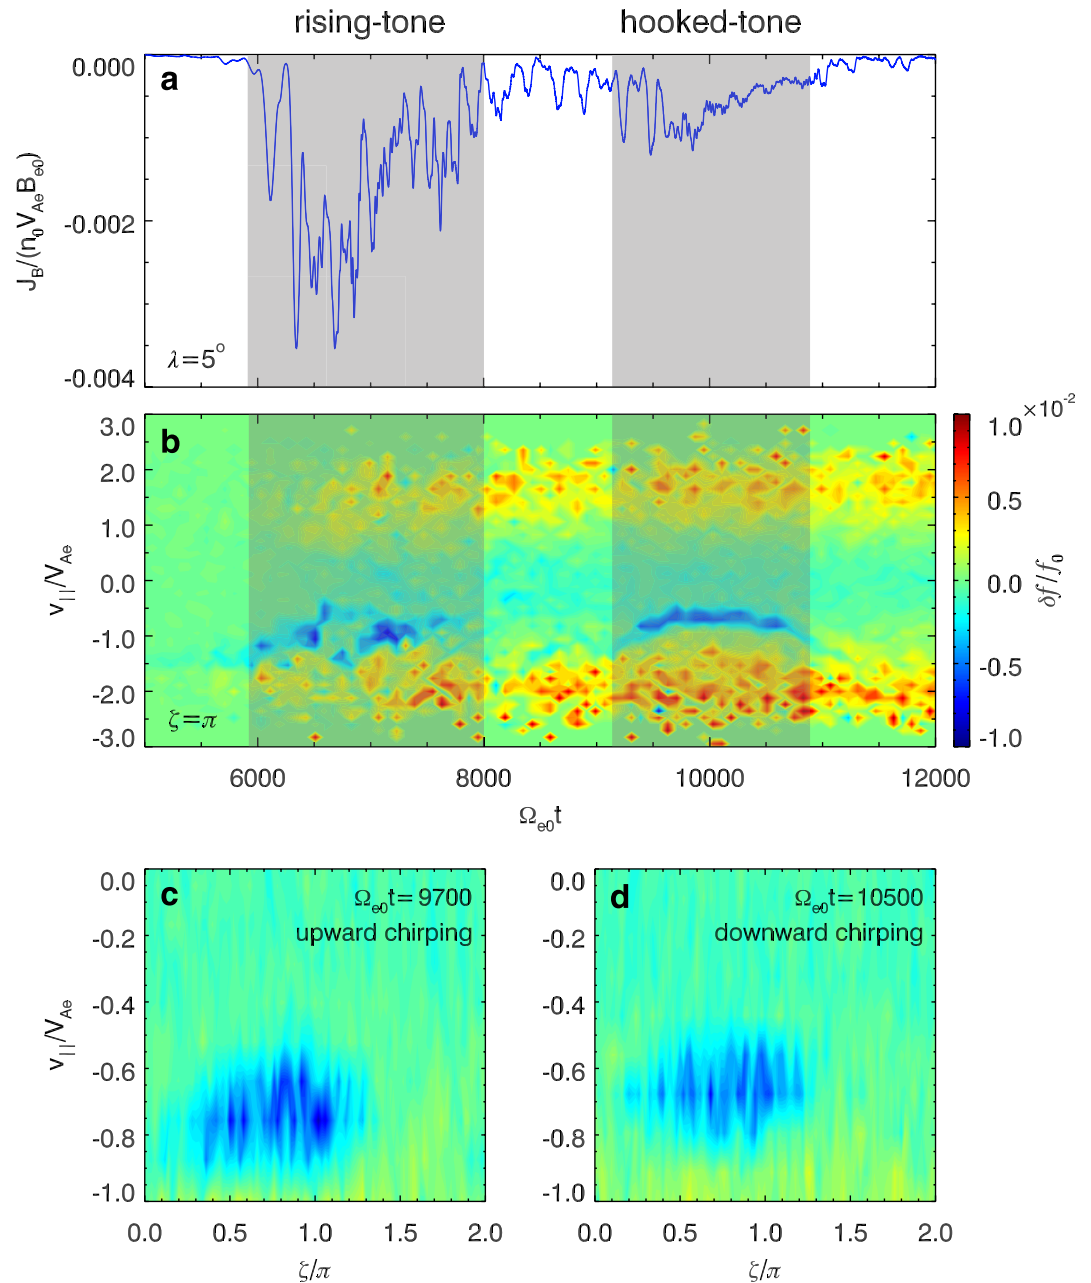 rising-tone hooked-tone
a
0.000
-0.002
-0.004
J_B/(n_0 V_Ae B_e0)
λ=5°
b
3.0
2.0
1.0
0.0
-1.0
-2.0
-3.0
v_||/V_Ae
ζ=π
6000 8000 10000 12000
Ω_e0 t
×10^-2
1.0
0.5
0.0
-0.5
-1.0
δf/f_0
c
Ω_e0 t=9700
upward chirping
0.0
-0.2
-0.4
-0.6
-0.8
-1.0
v_||/V_Ae
0.0 0.5 1.0 1.5 2.0
ζ/π
d
Ω_e0 t=10500
downward chirping
0.0
-0.2
-0.4
-0.6
-0.8
-1.0
0.0 0.5 1.0 1.5 2.0
ζ/π